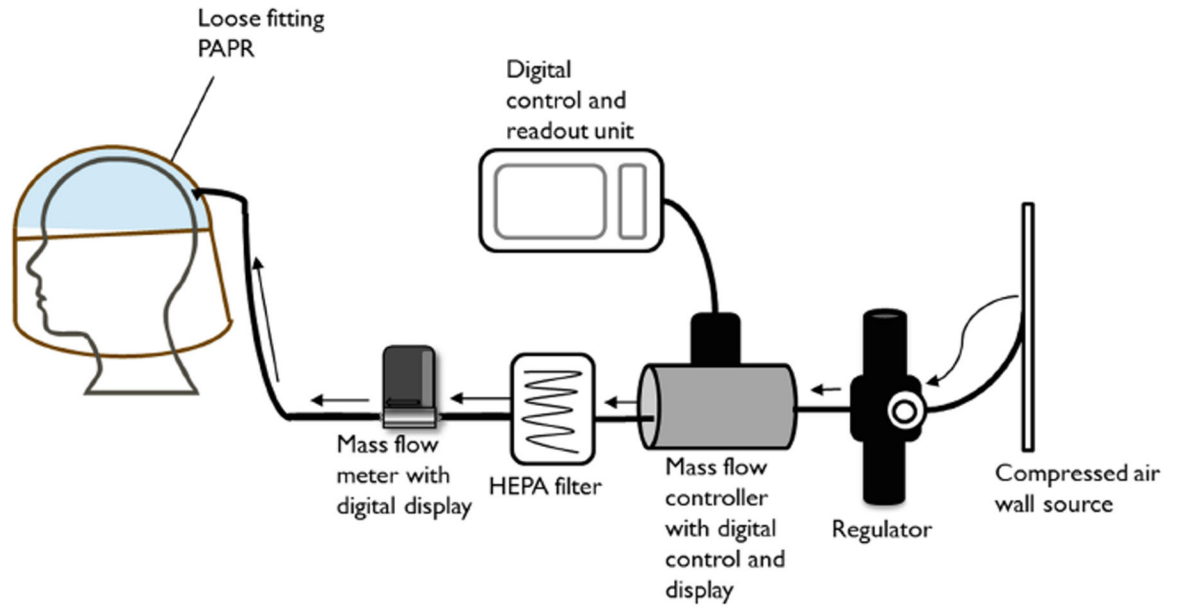 Loose fitting
PAPR
Digital
control and
readout unit
Mass flow
meter with
digital display
HEPA filter
Mass flow
controller
with digital
control and
display
Regulator
Compressed air
wall source